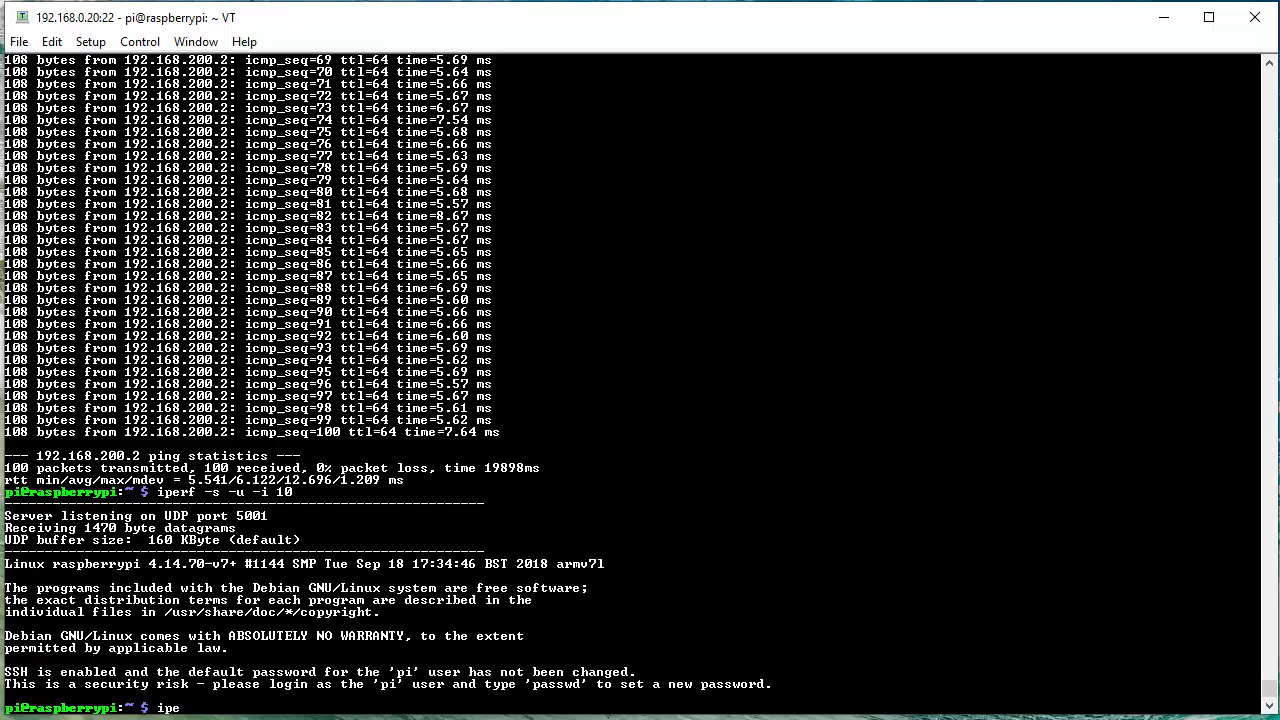 192.168.0.20:22 - pi@raspberrypi: ~ VT
File Edit Setup Control Window Help
108 bytes from 192.168.200.2: icmp_seq=69 ttl=64 time=5.69 ms
108 bytes from 192.168.200.2: icmp_seq=70 ttl=64 time=5.64 ms
108 bytes from 192.168.200.2: icmp_seq=71 ttl=64 time=5.66 ms
108 bytes from 192.168.200.2: icmp_seq=72 ttl=64 time=5.67 ms
108 bytes from 192.168.200.2: icmp_seq=73 ttl=64 time=6.67 ms
108 bytes from 192.168.200.2: icmp_seq=74 ttl=64 time=7.54 ms
108 bytes from 192.168.200.2: icmp_seq=75 ttl=64 time=5.68 ms
108 bytes from 192.168.200.2: icmp_seq=76 ttl=64 time=6.66 ms
108 bytes from 192.168.200.2: icmp_seq=77 ttl=64 time=5.63 ms
108 bytes from 192.168.200.2: icmp_seq=78 ttl=64 time=5.69 ms
108 bytes from 192.168.200.2: icmp_seq=79 ttl=64 time=5.64 ms
108 bytes from 192.168.200.2: icmp_seq=80 ttl=64 time=5.68 ms
108 bytes from 192.168.200.2: icmp_seq=81 ttl=64 time=5.57 ms
108 bytes from 192.168.200.2: icmp_seq=82 ttl=64 time=8.67 ms
108 bytes from 192.168.200.2: icmp_seq=83 ttl=64 time=5.67 ms
108 bytes from 192.168.200.2: icmp_seq=84 ttl=64 time=5.67 ms
108 bytes from 192.168.200.2: icmp_seq=85 ttl=64 time=5.65 ms
108 bytes from 192.168.200.2: icmp_seq=86 ttl=64 time=5.66 ms
108 bytes from 192.168.200.2: icmp_seq=87 ttl=64 time=5.65 ms
108 bytes from 192.168.200.2: icmp_seq=88 ttl=64 time=6.69 ms
108 bytes from 192.168.200.2: icmp_seq=89 ttl=64 time=5.60 ms
108 bytes from 192.168.200.2: icmp_seq=90 ttl=64 time=5.66 ms
108 bytes from 192.168.200.2: icmp_seq=91 ttl=64 time=6.66 ms
108 bytes from 192.168.200.2: icmp_seq=92 ttl=64 time=6.60 ms
108 bytes from 192.168.200.2: icmp_seq=93 ttl=64 time=5.69 ms
108 bytes from 192.168.200.2: icmp_seq=94 ttl=64 time=5.62 ms
108 bytes from 192.168.200.2: icmp_seq=95 ttl=64 time=5.69 ms
108 bytes from 192.168.200.2: icmp_seq=96 ttl=64 time=5.57 ms
108 bytes from 192.168.200.2: icmp_seq=97 ttl=64 time=5.67 ms
108 bytes from 192.168.200.2: icmp_seq=98 ttl=64 time=5.61 ms
108 bytes from 192.168.200.2: icmp_seq=99 ttl=64 time=5.62 ms
108 bytes from 192.168.200.2: icmp_seq=100 ttl=64 time=7.64 ms
--- 192.168.200.2 ping statistics ---
100 packets transmitted, 100 received, 0% packet loss, time 19898ms
rtt min/avg/max/mdev = 5.541/6.122/12.696/1.209 ms
pi@raspberrypi:~ $ iperf -s -u -i 10
------------------------------------------------------------
Server listening on UDP port 5001
Receiving 1470 byte datagrams
UDP buffer size:  160 KByte (default)
------------------------------------------------------------
Linux raspberrypi 4.14.70-v7+ #1144 SMP Tue Sep 18 17:34:46 BST 2018 armv7l
The programs included with the Debian GNU/Linux system are free software;
the exact distribution terms for each program are described in the
individual files in /usr/share/doc/*/copyright.
Debian GNU/Linux comes with ABSOLUTELY NO WARRANTY, to the extent
permitted by applicable law.
SSH is enabled and the default password for the 'pi' user has not been changed.
This is a security risk - please login as the 'pi' user and type 'passwd' to set a new password.
pi@raspberrypi:~ $ ipe